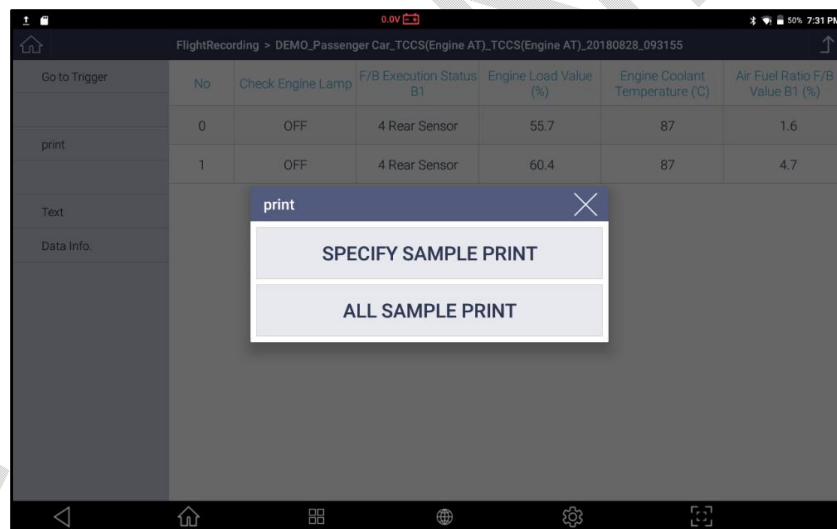 0.0V
50% 7:31 PM
FlightRecording > DEMO_Passenger Car_TCCS(Engine AT)_TCCS(Engine AT)_20180828_093155
Go to Trigger
print
Text
Data Info.
No Check Engine Lamp F/B Execution Status B1 Engine Load Value (%) Engine Coolant Temperature (℃) Air Fuel Ratio F/B Value B1 (%)
0 OFF 4 Rear Sensor 55.7 87 1.6
1 OFF 4 Rear Sensor 60.4 87 4.7
print
SPECIFY SAMPLE PRINT
ALL SAMPLE PRINT